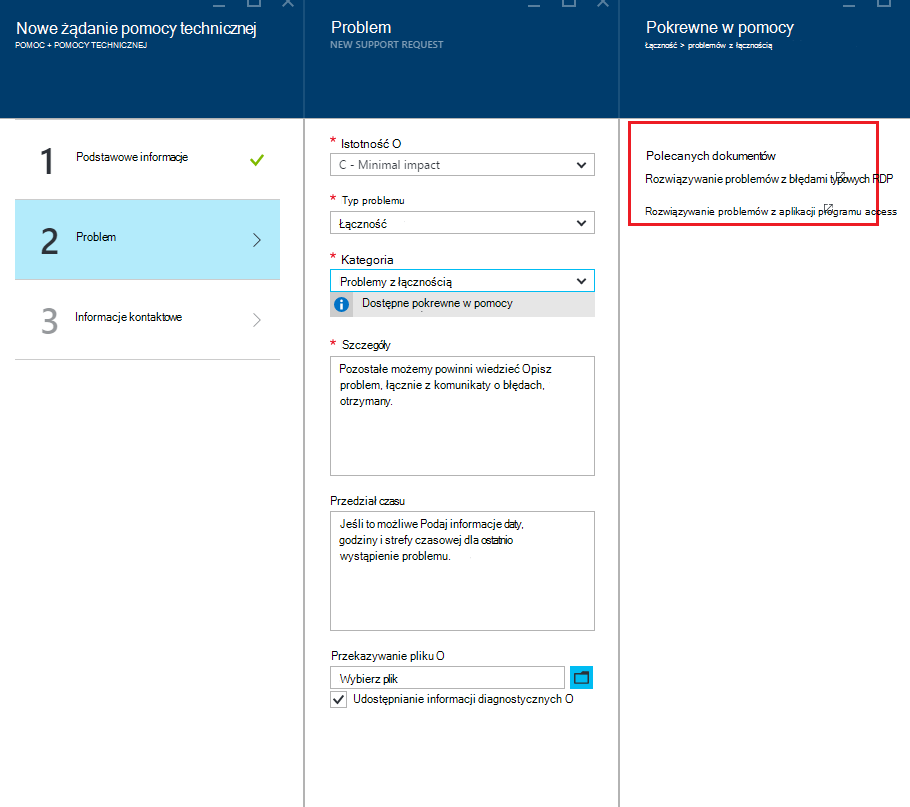 Nowe żądanie pomocy technicznej
POMOC + POMOCY TECHNICZNEJ
1
Podstawowe informacje
2
Problem
3
Informacje kontaktowe
Problem
NEW SUPPORT REQUEST
* Istotność O
C - Minimal impact
* Typ problemu
Łączność
* Kategoria
Problemy z łącznością
Dostępne pokrewne w pomocy
* Szczegóły
Pozostałe możemy powinni wiedzieć Opisz
problem, łącznie z komunikaty o błędach,
otrzymany.
Przedział czasu
Jeśli to możliwe Podaj informacje daty,
godziny i strefy czasowej dla ostatnio
wystąpienie problemu.
Przekazywanie pliku O
Wybierz plik
Udostępnianie informacji diagnostycznych O
Pokrewne w pomocy
Łączność > problemów z łącznością
Polecanych dokumentów
Rozwiązywanie problemów z błędami typowych RDP
Rozwiązywanie problemów z aplikacji programu access